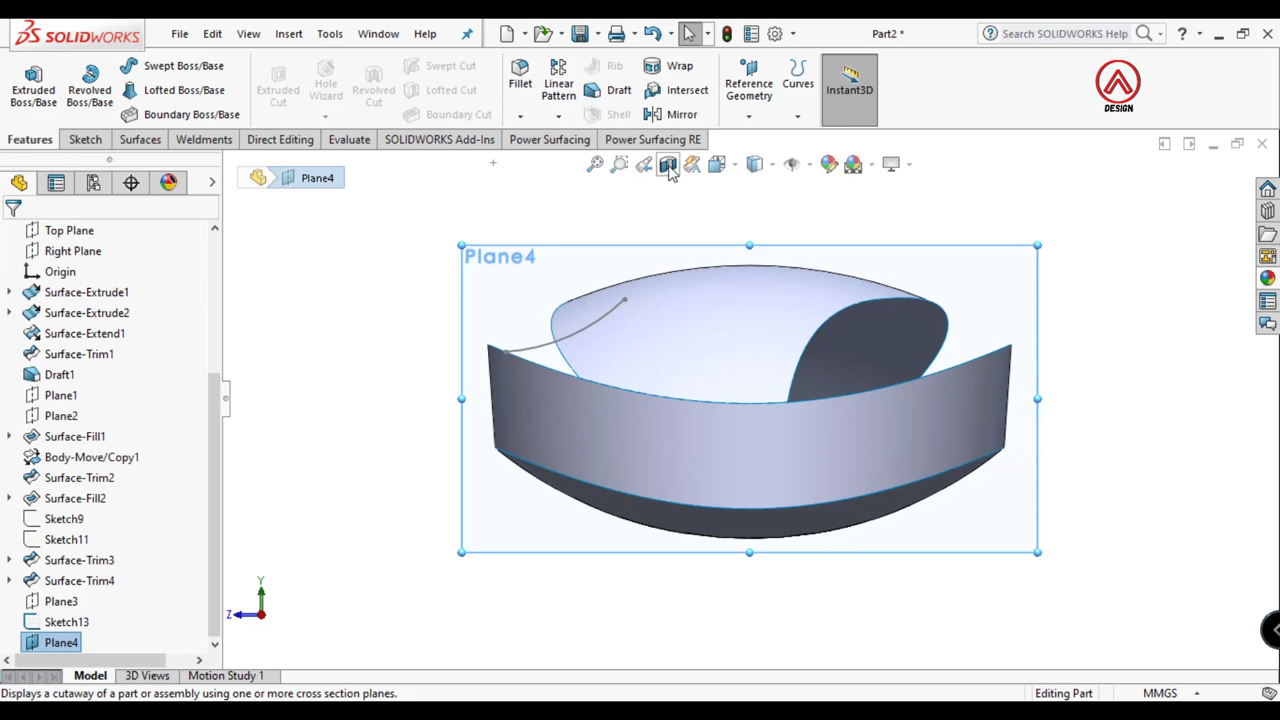 SOLIDWORKS File Edit View Insert Tools Window Help Part2 * Search SOLIDWORKS Help ?
Extruded Boss/Base
Revolved Boss/Base
Swept Boss/Base
Lofted Boss/Base
Boundary Boss/Base
Extruded Cut
Hole Wizard
Revolved Cut
Swept Cut
Lofted Cut
Boundary Cut
Fillet
Linear Pattern
Rib
Draft
Shell
Wrap
Intersect
Mirror
Reference Geometry
Curves
Instant3D
DESIGN
Features Sketch Surfaces Weldments Direct Editing Evaluate SOLIDWORKS Add-Ins Power Surfacing Power Surfacing RE
Plane4
Top Plane
Right Plane
Origin
Surface-Extrude1
Surface-Extrude2
Surface-Extend1
Surface-Trim1
Draft1
Plane1
Plane2
Surface-Fill1
Body-Move/Copy1
Surface-Trim2
Surface-Fill2
Sketch9
Sketch11
Surface-Trim3
Surface-Trim4
Plane3
Sketch13
Plane4
Plane4
Y
Z
Model 3D Views Motion Study 1
Displays a cutaway of a part or assembly using one or more cross section planes. Editing Part MMGS